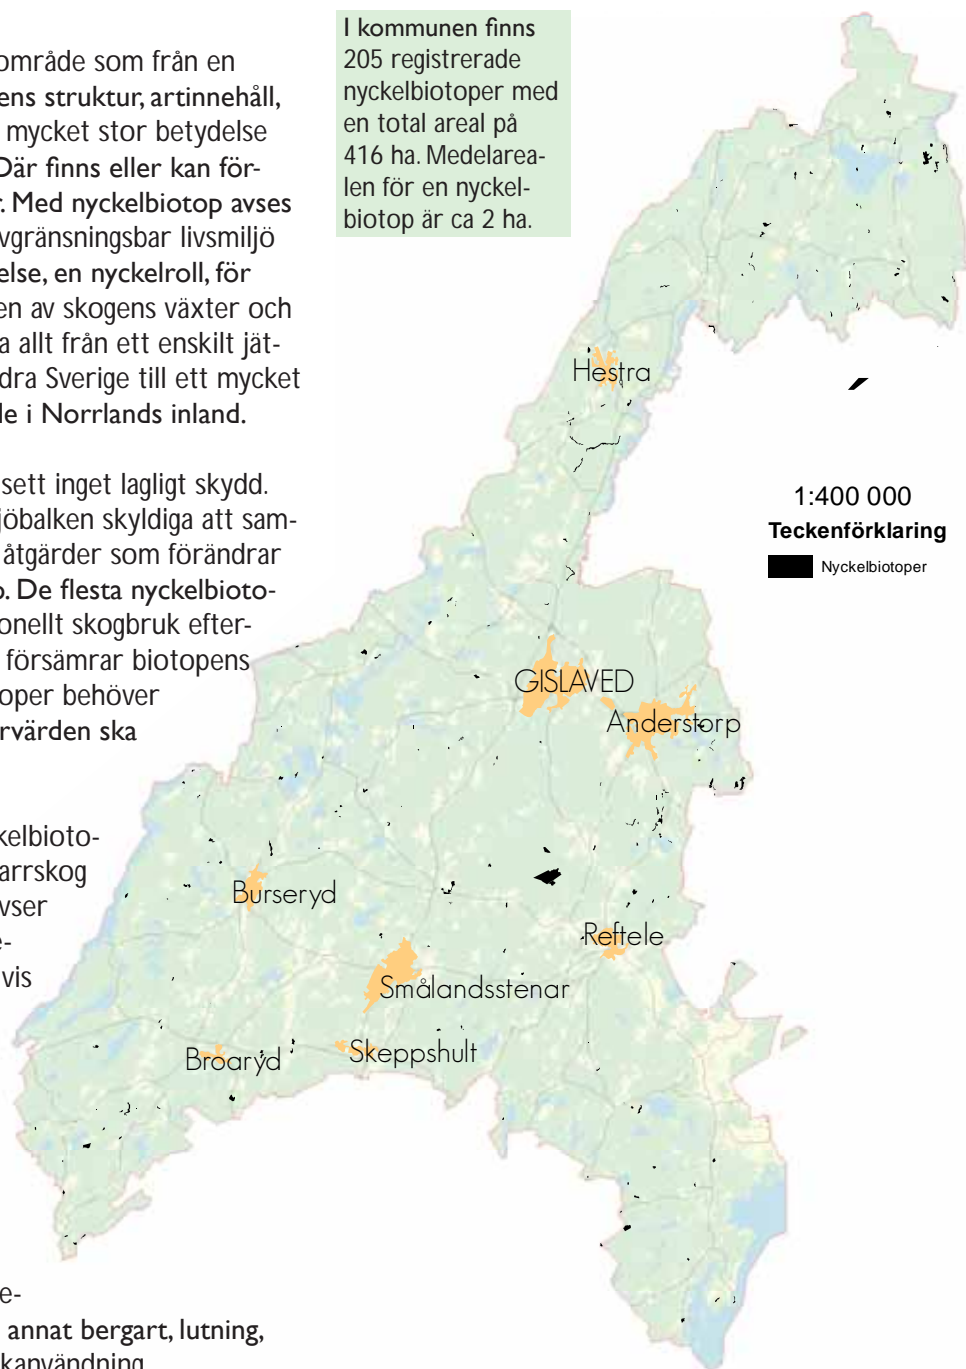 område som från en
ens struktur, artinnehåll,
mycket stor betydelse
Där finns eller kan för-
r. Med nyckelbiotop avses
vgränsningsbar livsmiljö
else, en nyckelroll, för
en av skogens växter och
a allt från ett enskilt jät-
dra Sverige till ett mycket
de i Norrlands inland.
sett inget lagligt skydd.
jöbalken skyldiga att sam-
åtgärder som förändrar
o. De flesta nyckelbioto-
onellt skogbruk efter-
försämrar biotopens
oper behöver
rvärden ska
kelbioto-
arrskog
vser
e-
vis
e-
annat bergart, lutning,
kanvändning
I kommunen finns
205 registrerade
nyckelbiotoper med
en total areal på
416 ha. Medelarea-
len för en nyckel-
biotop är ca 2 ha.
Hestra
1:400 000
Teckenförklaring
Nyckelbiotoper
GISLAVED
Anderstorp
Burseryd
Reftele
Smålandsstenar
Broaryd
Skeppshult